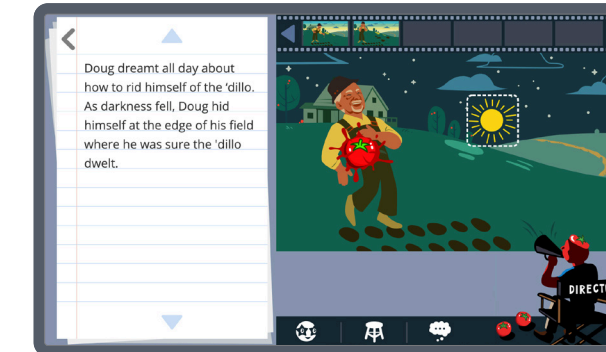 Doug dreamt all day about
how to rid himself of the ‘dillo.
As darkness fell, Doug hid
himself at the edge of his field
where he was sure the 'dillo
dwelt.
DIRECT